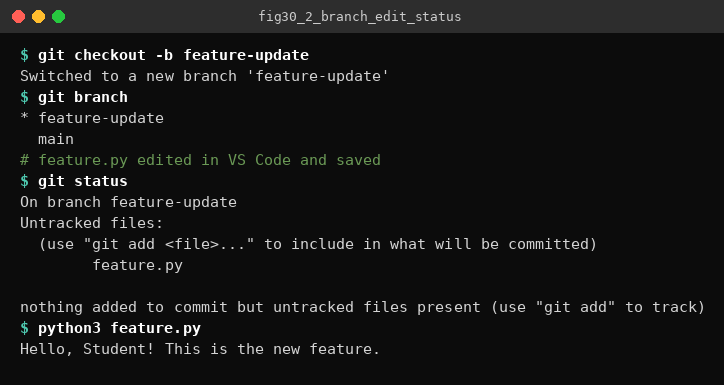 fig30_2_branch_edit_status
$ git checkout -b feature-update
Switched to a new branch 'feature-update'
$ git branch
* feature-update
  main
# feature.py edited in VS Code and saved
$ git status
On branch feature-update
Untracked files:
  (use "git add <file>..." to include in what will be committed)
        feature.py

nothing added to commit but untracked files present (use "git add" to track)
$ python3 feature.py
Hello, Student! This is the new feature.